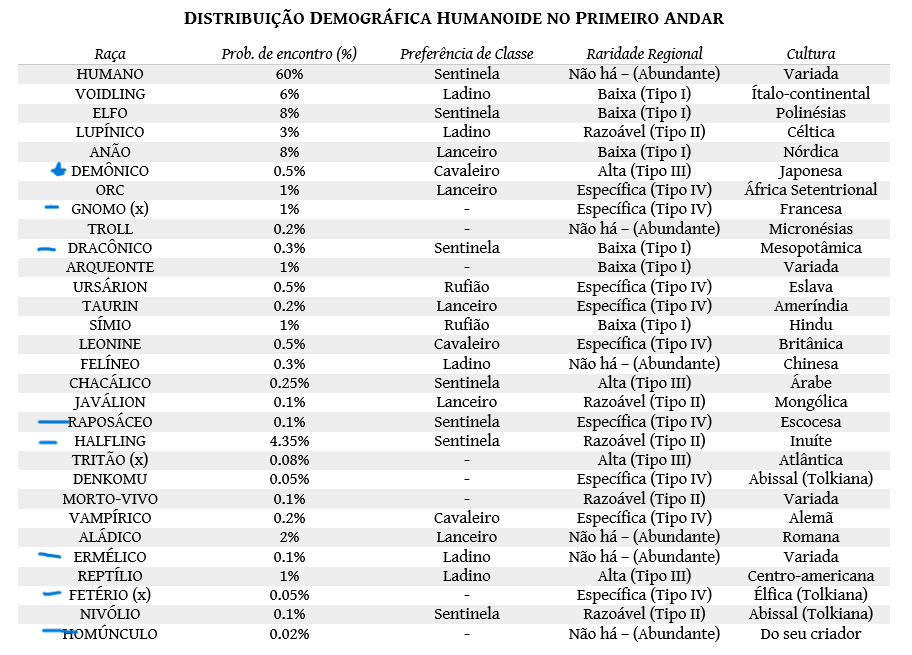 DISTRIBUIÇÃO DEMOGRÁFICA HUMANOIDE NO PRIMEIRO ANDAR
Raça Prob. de encontro (%) Preferência de Classe Raridade Regional Cultura
HUMANO 60% Sentinela Não há – (Abundante) Variada
VOIDLING 6% Ladino Baixa (Tipo I) Ítalo-continental
ELFO 8% Sentinela Baixa (Tipo I) Polinésias
LUPÍNICO 3% Ladino Razoável (Tipo II) Céltica
ANÃO 8% Lanceiro Baixa (Tipo I) Nórdica
DEMÔNICO 0.5% Cavaleiro Alta (Tipo III) Japonesa
ORC 1% Lanceiro Específica (Tipo IV) África Setentrional
GNOMO (x) 1% - Específica (Tipo IV) Francesa
TROLL 0.2% - Não há – (Abundante) Micronésias
DRACÔNICO 0.3% Sentinela Baixa (Tipo I) Mesopotâmica
ARQUEONTE 1% - Baixa (Tipo I) Variada
URSÁRION 0.5% Rufião Específica (Tipo IV) Eslava
TAURIN 0.2% Lanceiro Específica (Tipo IV) Ameríndia
SÍMIO 1% Rufião Baixa (Tipo I) Hindu
LEONINE 0.5% Cavaleiro Específica (Tipo IV) Britânica
FELÍNEO 0.3% Ladino Não há – (Abundante) Chinesa
CHACÁLICO 0.25% Sentinela Alta (Tipo III) Árabe
JAVÁLION 0.1% Lanceiro Razoável (Tipo II) Mongólica
RAPOSÁCEO 0.1% Sentinela Específica (Tipo IV) Escocesa
HALFLING 4.35% Sentinela Razoável (Tipo II) Inuíte
TRITÃO (x) 0.08% - Alta (Tipo III) Atlântica
DENKOMU 0.05% - Específica (Tipo IV) Abissal (Tolkiana)
MORTO-VIVO 0.1% - Razoável (Tipo II) Variada
VAMPÍRICO 0.2% Cavaleiro Específica (Tipo IV) Alemã
ALÁDICO 2% Lanceiro Não há – (Abundante) Romana
ERMÉLICO 0.1% Ladino Não há – (Abundante) Variada
REPTÍLIO 1% Ladino Alta (Tipo III) Centro-americana
FETÉRIO (x) 0.05% - Específica (Tipo IV) Élfica (Tolkiana)
NIVÓLIO 0.1% Sentinela Razoável (Tipo II) Abissal (Tolkiana)
HOMÚNCULO 0.02% - Não há – (Abundante) Do seu criador